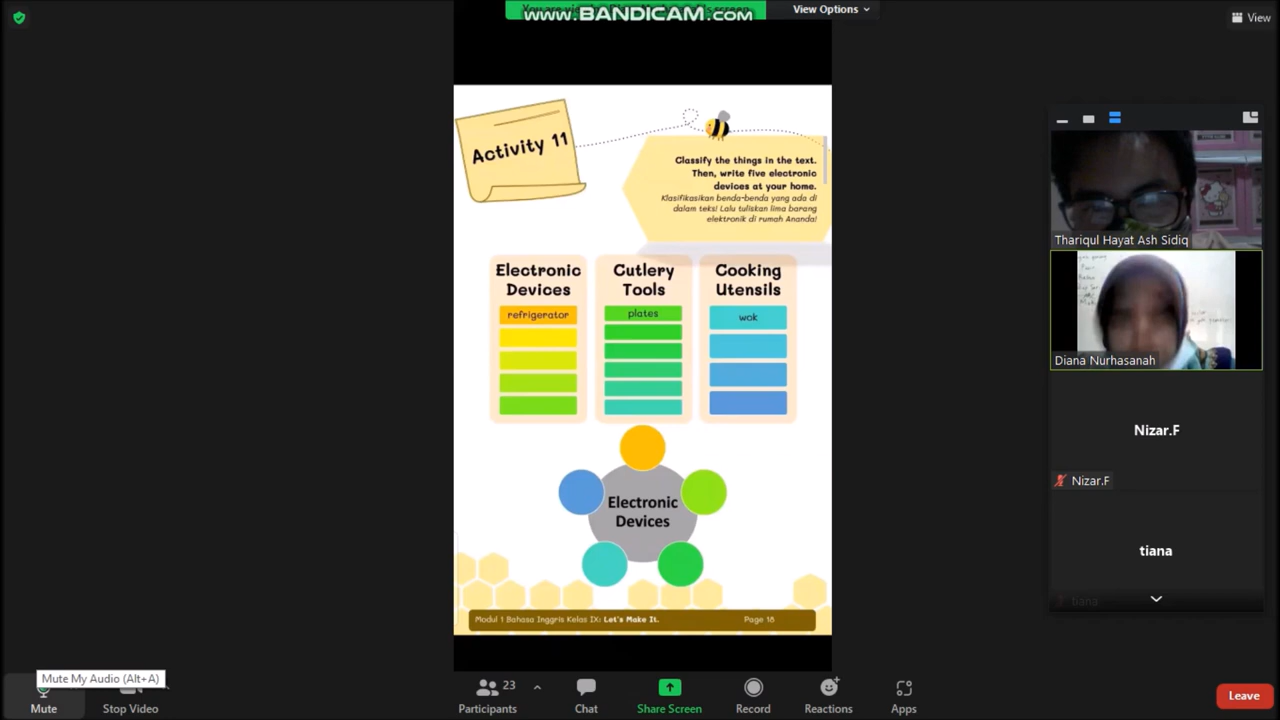 www.BANDICAM.com
View Options
View
Activity 11
Classify the things in the text.
Then, write five electronic
devices at your home.
Klasifikasikan benda-benda yang ada di
dalam teks! Lalu tuliskan lima barang
elektronik di rumah Ananda!
Electronic
Devices
refrigerator
Cutlery
Tools
plates
Cooking
Utensils
wok
Electronic
Devices
Modul 1 Bahasa Inggris Kelas IX: Let's Make It.
Page 18
Thariqul Hayat Ash Sidiq
Diana Nurhasanah
Nizar.F
Nizar.F
tiana
tiana
Mute My Audio (Alt+A)
Mute
Stop Video
23
Participants
Chat
Share Screen
Record
Reactions
Apps
Leave